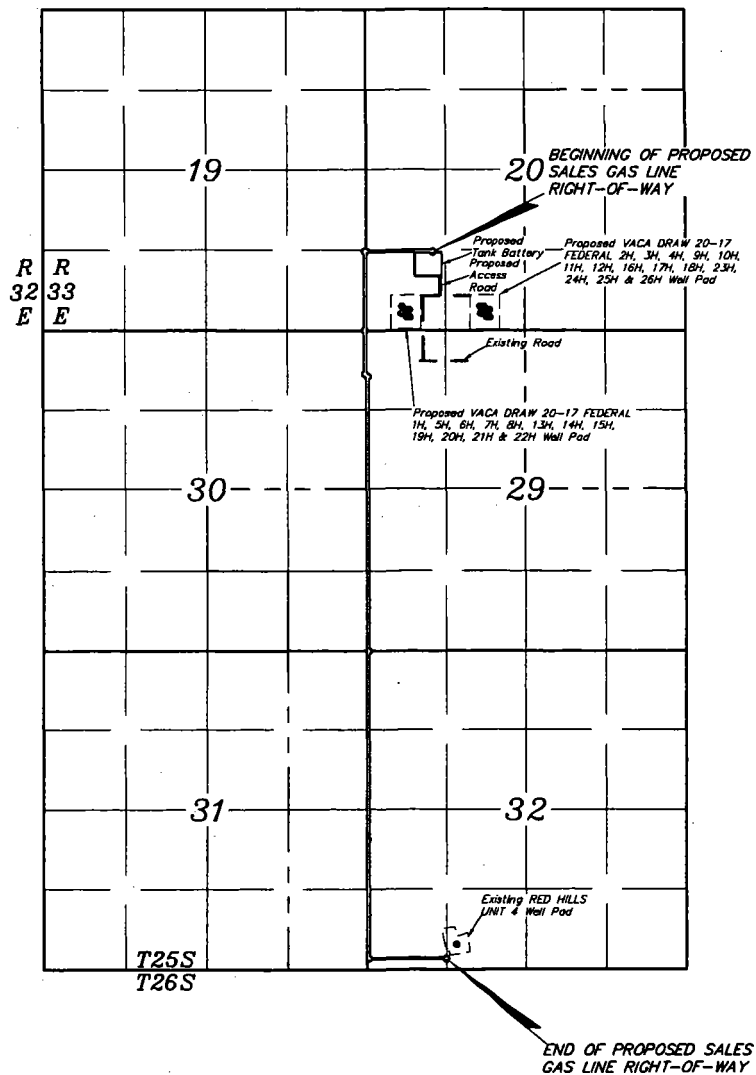 19
20
BEGINNING OF PROPOSED
SALES GAS LINE
RIGHT-OF-WAY
R R
32 33
E E
Proposed
Tank Battery
Proposed
Access
Road
Proposed VACA DRAW 20-17
FEDERAL 2H, 3H, 4H, 9H, 10H,
11H, 12H, 16H, 17H, 18H, 23H,
24H, 25H & 26H Well Pad
Existing Road
Proposed VACA DRAW 20-17 FEDERAL
1H, 5H, 6H, 7H, 8H, 13H, 14H, 15H,
19H, 20H, 21H & 22H Well Pad
30
29
31
32
Existing RED HILLS
UNIT 4 Well Pad
T25S
T26S
END OF PROPOSED SALES
GAS LINE RIGHT-OF-WAY